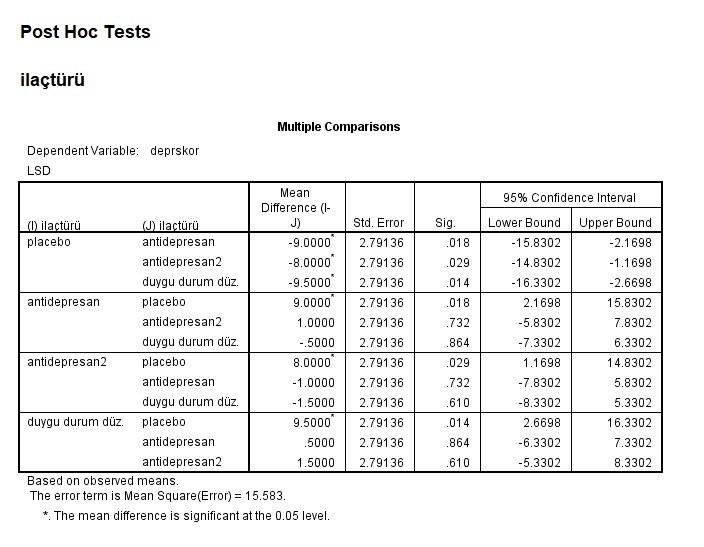 Post Hoc Tests
ilaçtürü
Multiple Comparisons
Dependent Variable: deprskor
LSD
(I) ilaçtürü (J) ilaçtürü Mean Difference (I-J) Std. Error Sig. 95% Confidence Interval
Lower Bound Upper Bound
placebo antidepresan -9.0000* 2.79136 .018 -15.8302 -2.1698
antidepresan2 -8.0000* 2.79136 .029 -14.8302 -1.1698
duygu durum düz. -9.5000* 2.79136 .014 -16.3302 -2.6698
antidepresan placebo 9.0000* 2.79136 .018 2.1698 15.8302
antidepresan2 1.0000 2.79136 .732 -5.8302 7.8302
duygu durum düz. -.5000 2.79136 .864 -7.3302 6.3302
antidepresan2 placebo 8.0000* 2.79136 .029 1.1698 14.8302
antidepresan -1.0000 2.79136 .732 -7.8302 5.8302
duygu durum düz. -1.5000 2.79136 .610 -8.3302 5.3302
duygu durum düz. placebo 9.5000* 2.79136 .014 2.6698 16.3302
antidepresan .5000 2.79136 .864 -6.3302 7.3302
antidepresan2 1.5000 2.79136 .610 -5.3302 8.3302
Based on observed means.
The error term is Mean Square(Error) = 15.583.
*. The mean difference is significant at the 0.05 level.